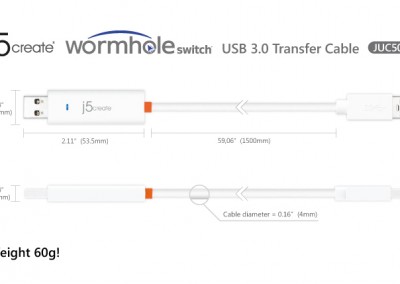 j5create® wormhole switch™ USB 3.0 Transfer Cable JUC50
j5create
2.11" (53.5mm)
59,06" (1500mm)
Cable diameter = 0.16" (4mm)
eight 60g!